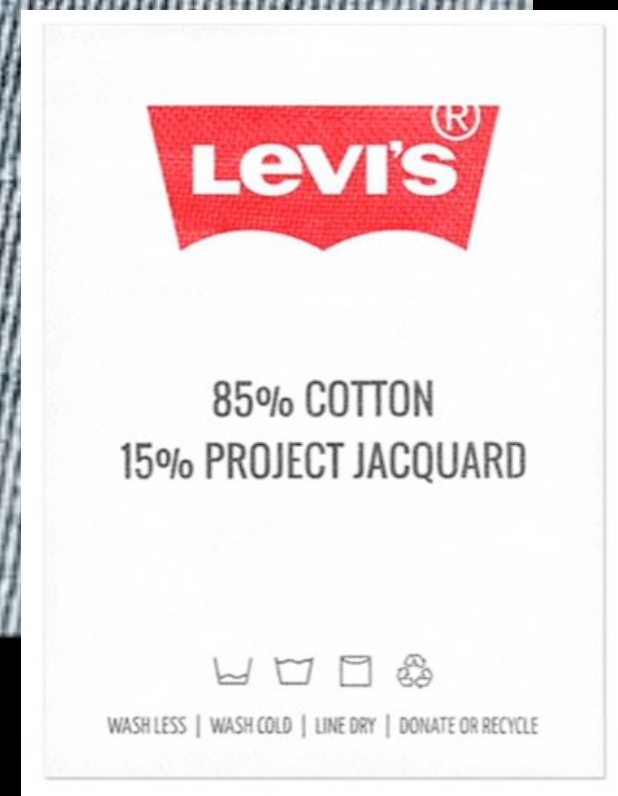 LEVI'S ®
85% COTTON
15% PROJECT JACQUARD
WASH LESS | WASH COLD | LINE DRY | DONATE OR RECYCLE